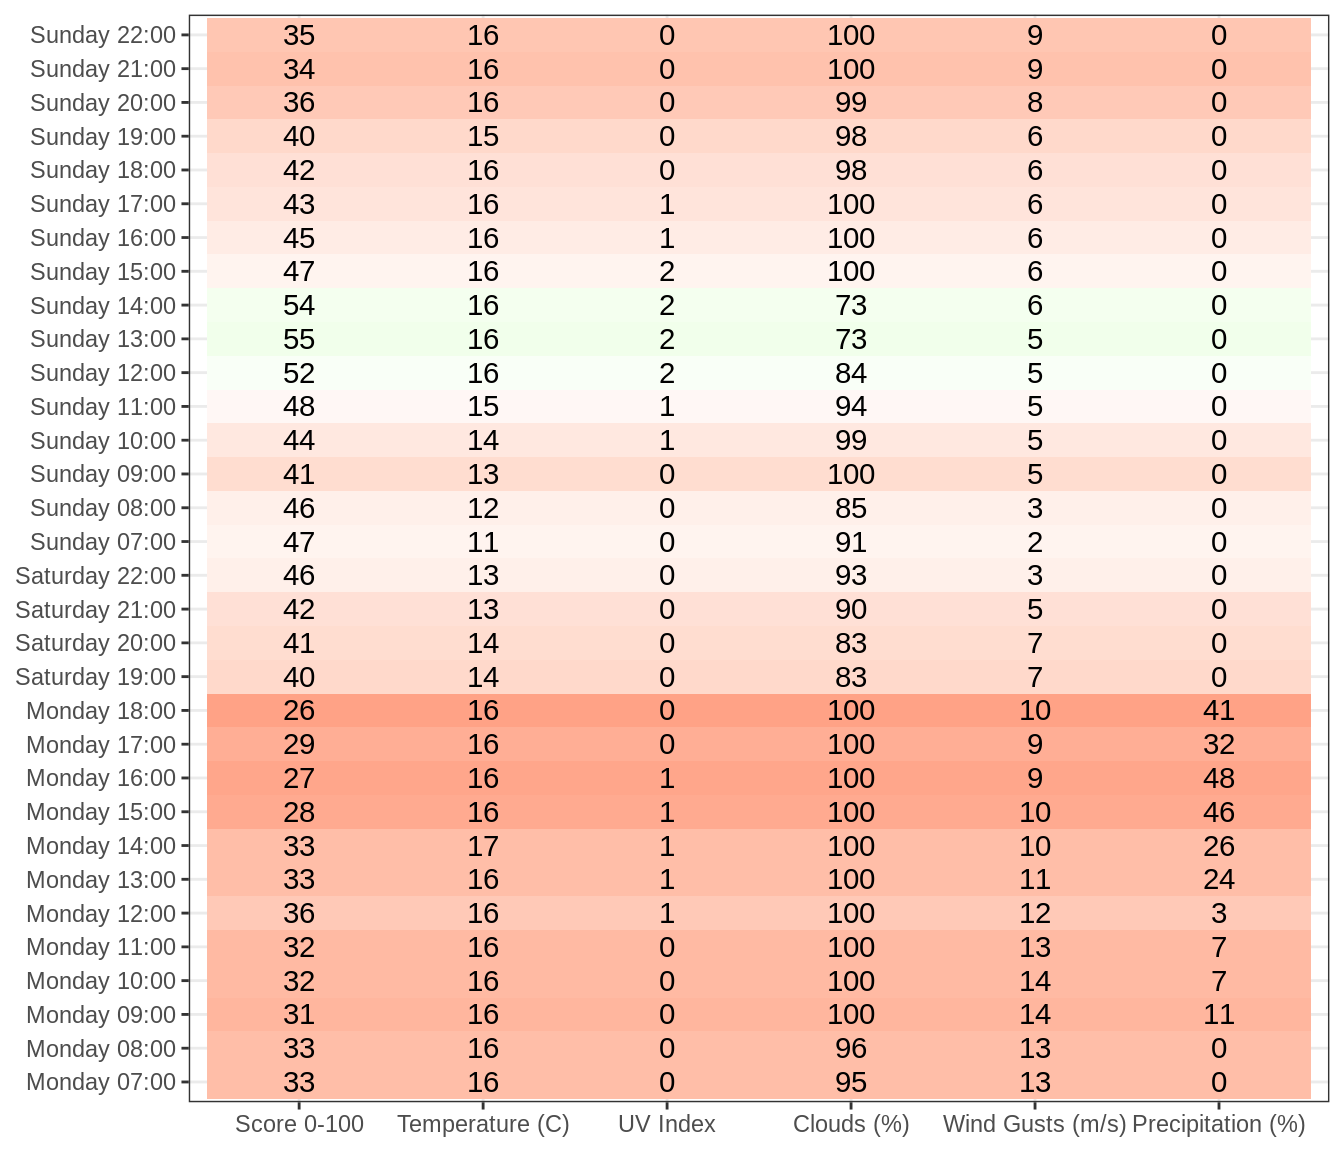 Sunday 22:00 35 16 0 100 9 0
Sunday 21:00 34 16 0 100 9 0
Sunday 20:00 36 16 0 99 8 0
Sunday 19:00 40 15 0 98 6 0
Sunday 18:00 42 16 0 98 6 0
Sunday 17:00 43 16 1 100 6 0
Sunday 16:00 45 16 1 100 6 0
Sunday 15:00 47 16 2 100 6 0
Sunday 14:00 54 16 2 73 6 0
Sunday 13:00 55 16 2 73 5 0
Sunday 12:00 52 16 2 84 5 0
Sunday 11:00 48 15 1 94 5 0
Sunday 10:00 44 14 1 99 5 0
Sunday 09:00 41 13 0 100 5 0
Sunday 08:00 46 12 0 85 3 0
Sunday 07:00 47 11 0 91 2 0
Saturday 22:00 46 13 0 93 3 0
Saturday 21:00 42 13 0 90 5 0
Saturday 20:00 41 14 0 83 7 0
Saturday 19:00 40 14 0 83 7 0
Monday 18:00 26 16 0 100 10 41
Monday 17:00 29 16 0 100 9 32
Monday 16:00 27 16 1 100 9 48
Monday 15:00 28 16 1 100 10 46
Monday 14:00 33 17 1 100 10 26
Monday 13:00 33 16 1 100 11 24
Monday 12:00 36 16 1 100 12 3
Monday 11:00 32 16 0 100 13 7
Monday 10:00 32 16 0 100 14 7
Monday 09:00 31 16 0 100 14 11
Monday 08:00 33 16 0 96 13 0
Monday 07:00 33 16 0 95 13 0
Score 0-100 Temperature (C) UV Index Clouds (%) Wind Gusts (m/s) Precipitation (%)